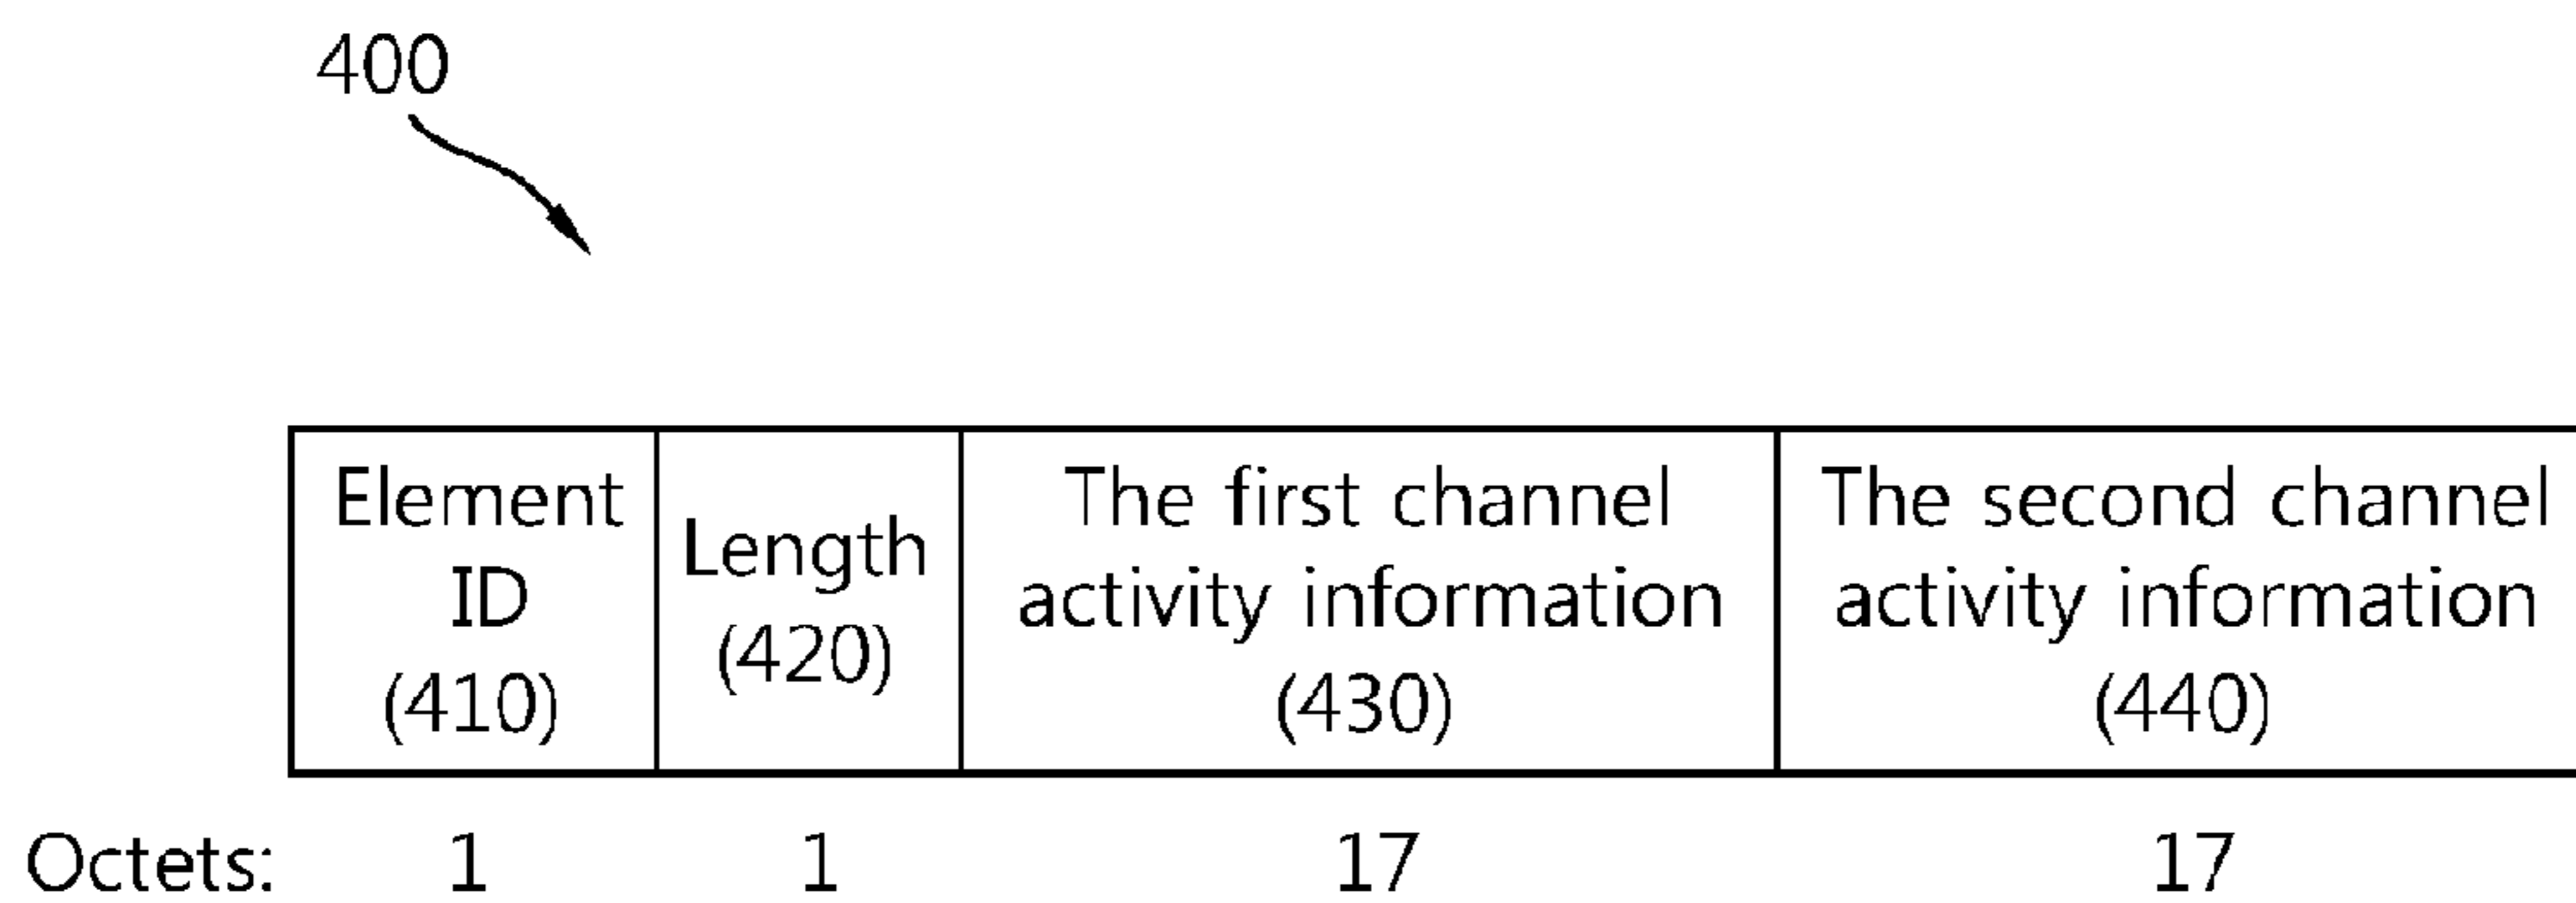 400
Element
ID
(410)
Length
(420)
The first channel
activity information
(430)
The second channel
activity information
(440)
Octets: 1 1 17 17